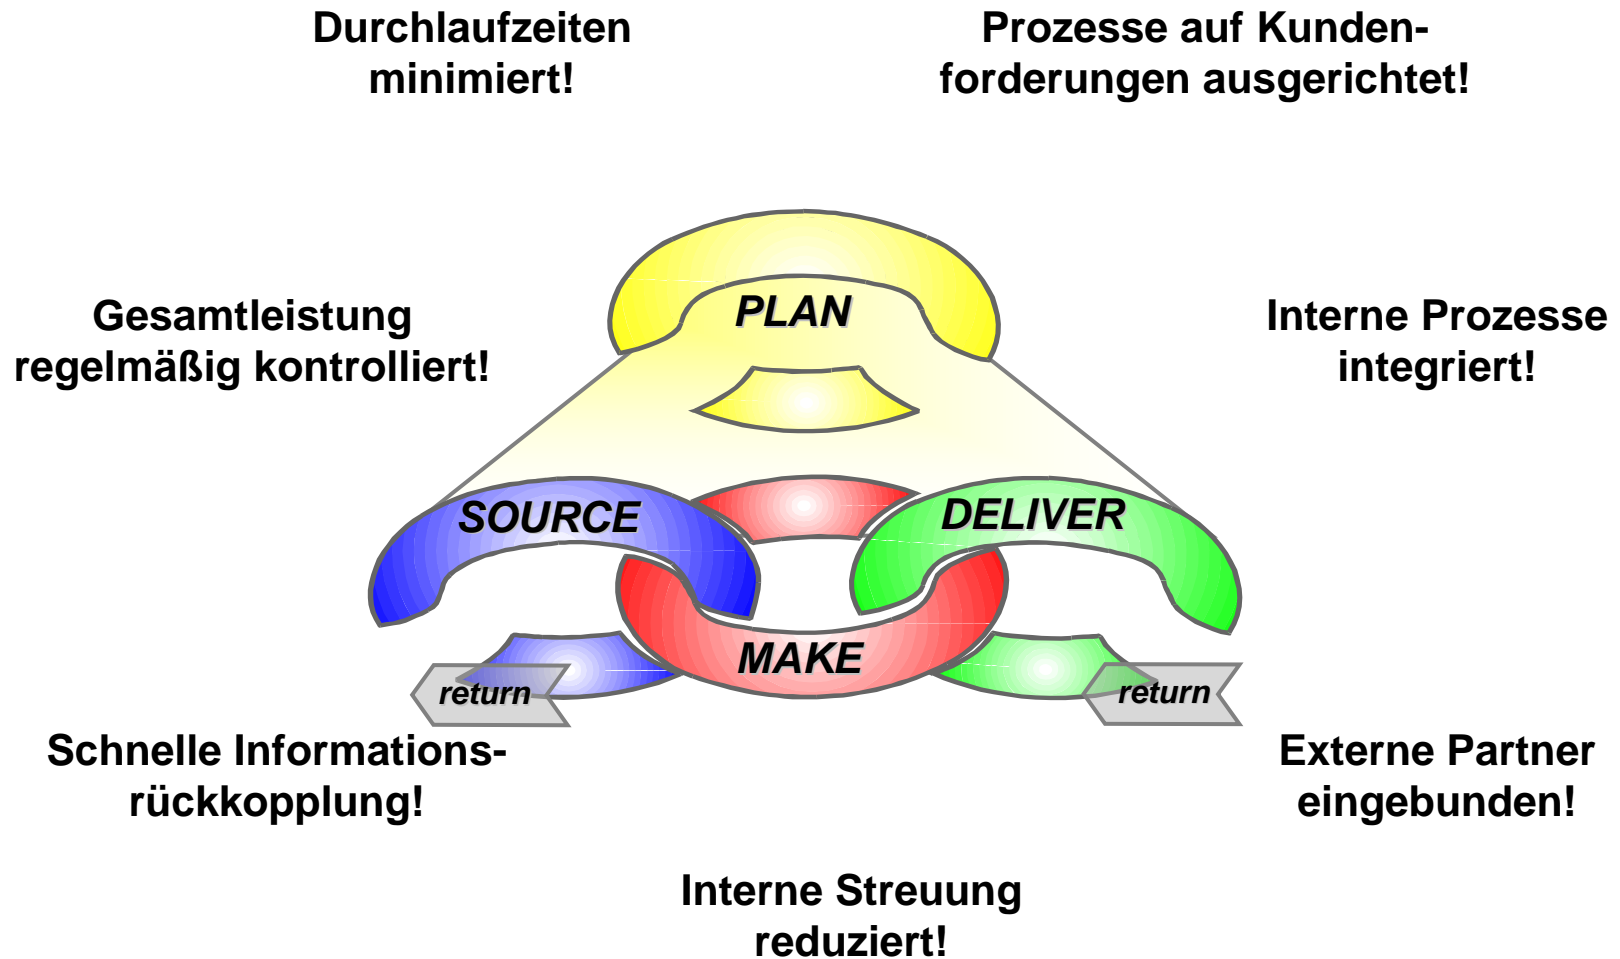 Durchlaufzeiten
minimiert!
Prozesse auf Kunden-
forderungen ausgerichtet!
Gesamtleistung
regelmäßig kontrolliert!
PLAN
Interne Prozesse
integriert!
SOURCE
DELIVER
MAKE
return
return
Schnelle Informations-
rückkopplung!
Externe Partner
eingebunden!
Interne Streuung
reduziert!